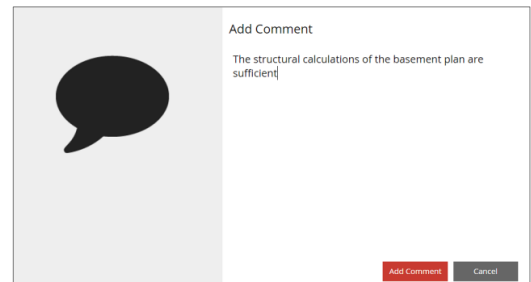 Add Comment
The structural calculations of the basement plan are
sufficient
Add Comment
Cancel